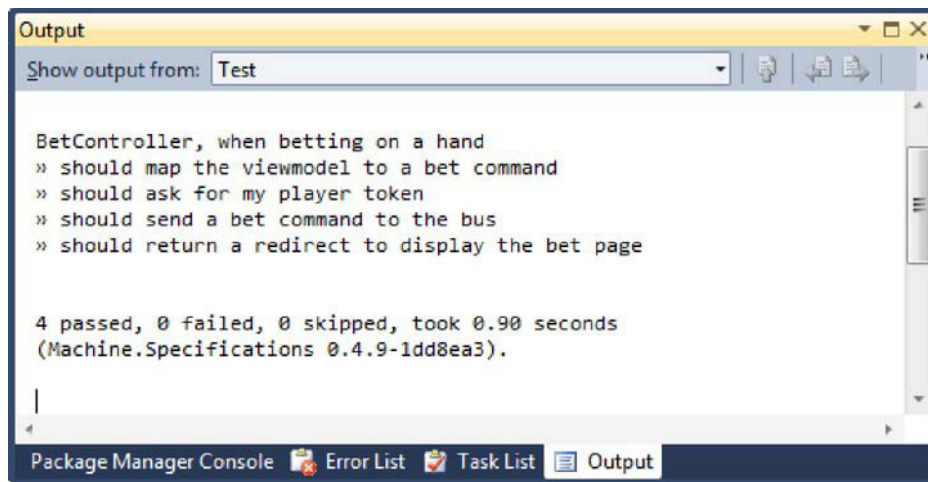 Output
Show output from: Test
BetController, when betting on a hand
» should map the viewmodel to a bet command
» should ask for my player token
» should send a bet command to the bus
» should return a redirect to display the bet page
4 passed, 0 failed, 0 skipped, took 0.90 seconds
(Machine.Specifications 0.4.9-1dd8ea3).
Package Manager Console Error List Task List Output